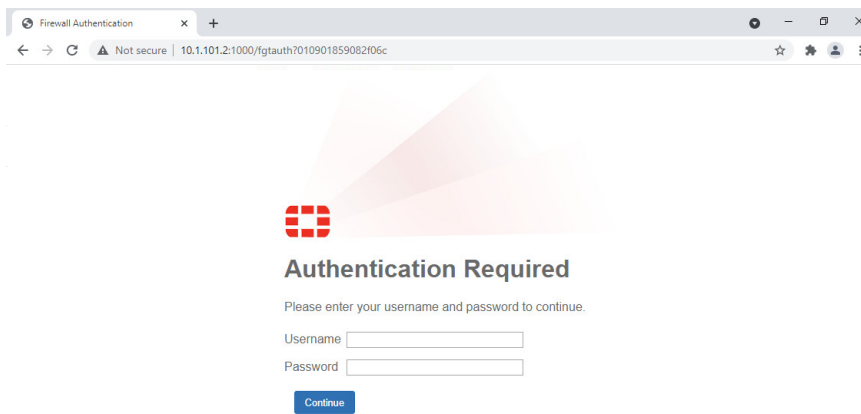 Firewall Authentication
Not secure | 10.1.101.2:1000/fgtauth?010901859082f06c
Authentication Required
Please enter your username and password to continue.
Username
Password
Continue